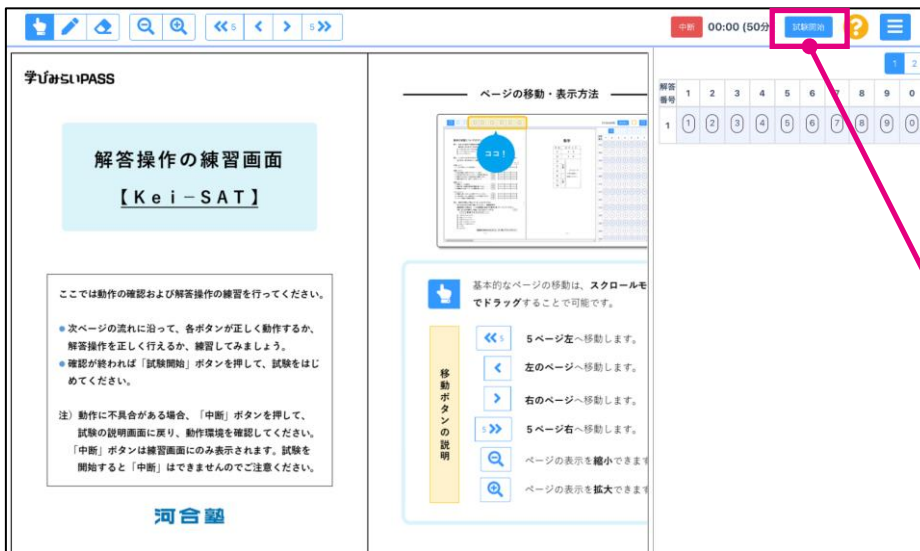 5
5
中断 00:00 (50分
試験開始
?
学びみらいPASS
解答操作の練習画面
【Kei−SAT】
ここでは動作の確認および解答操作の練習を行ってください。
● 次ページの流れに沿って、各ボタンが正しく動作するか、
解答操作を正しく行えるか、練習してみましょう。
● 確認が終われば「試験開始」ボタンを押して、試験をはじ
めてください。
注）動作に不具合がある場合、「中断」ボタンを押して、
試験の説明画面に戻り、動作環境を確認してください。
「中断」ボタンは練習画面にのみ表示されます。試験を
開始すると「中断」はできませんのでご注意ください。
河合塾
ページの移動・表示方法
ココ！
基本的なページの移動は、スクロールモ
でドラッグすることで可能です。
移動ボタンの説明
5 5ページ左へ移動します。
左のページへ移動します。
右のページへ移動します。
5 5ページ右へ移動します。
ページの表示を縮小できます
ページの表示を拡大できます
1 2
解答
番号 1 2 3 4 5 6 7 8 9 0
1 1 2 3 4 5 6 7 8 9 0